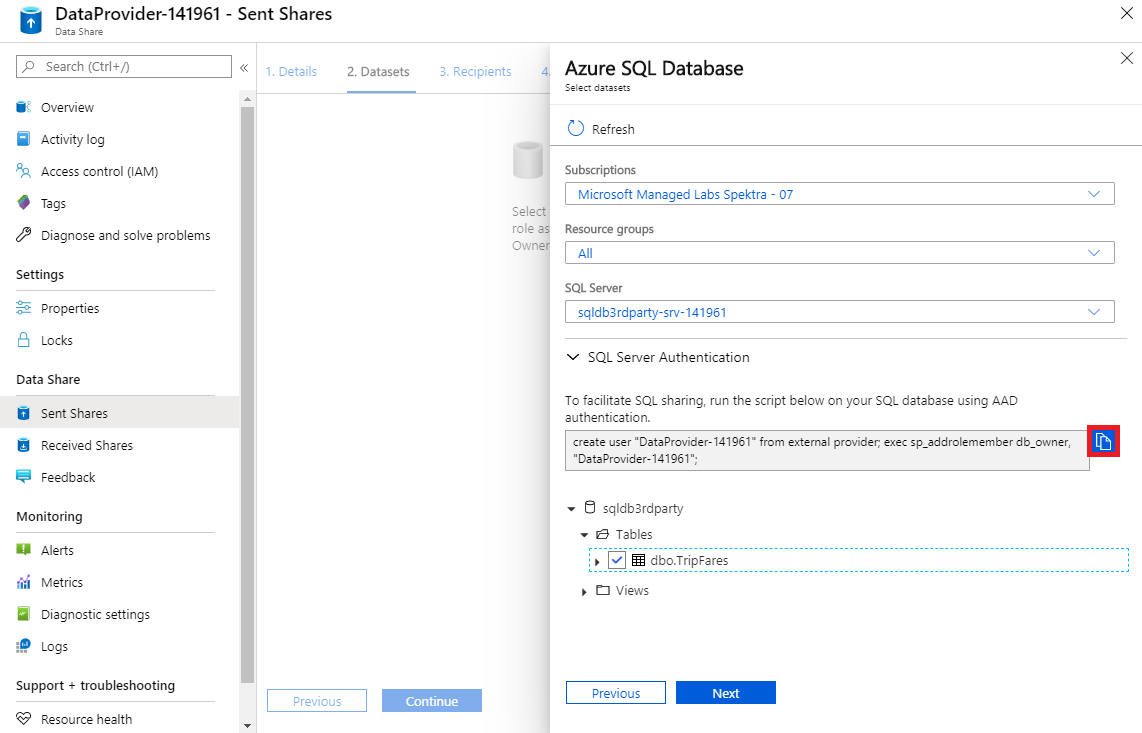 DataProvider-141961 - Sent Shares
Data Share
Search (Ctrl+/)
«
Overview
Activity log
Access control (IAM)
Tags
Diagnose and solve problems
Settings
Properties
Locks
Data Share
Sent Shares
Received Shares
Feedback
Monitoring
Alerts
Metrics
Diagnostic settings
Logs
Support + troubleshooting
Resource health
1. Details
2. Datasets
3. Recipients
4.
Select
role as
Owner
Previous
Continue
Azure SQL Database
Select datasets
Refresh
Subscriptions
Microsoft Managed Labs Spektra - 07
Resource groups
All
SQL Server
sqldb3rdparty-srv-141961
SQL Server Authentication
To facilitate SQL sharing, run the script below on your SQL database using AAD
authentication.
create user "DataProvider-141961" from external provider; exec sp_addrolemember db_owner,
"DataProvider-141961";
sqldb3rdparty
Tables
dbo.TripFares
Views
Previous
Next